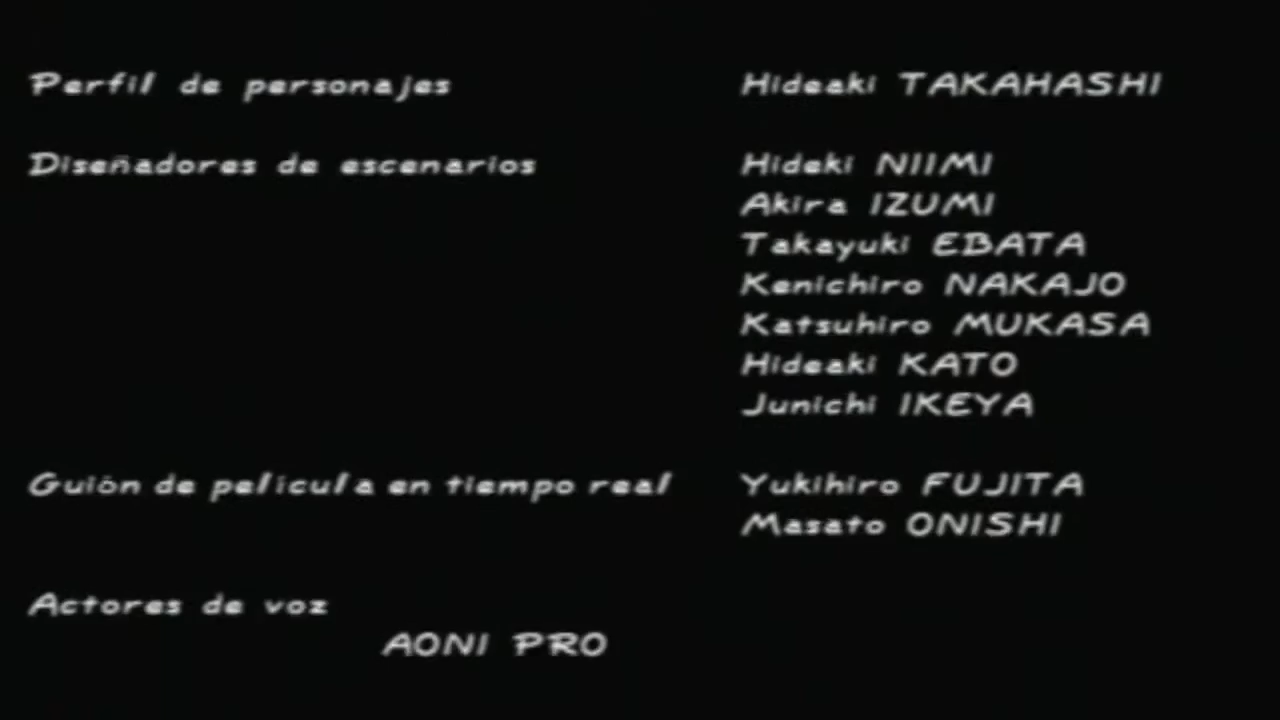 Perfil de personajes Hideaki TAKAHASHI
Diseñadores de escenarios Hideki NIIMI
Akira IZUMI
Takayuki EBATA
Kenichiro NAKAJO
Katsuhiro MUKASA
Hideaki KATO
Junichi IKEYA
Guión de película en tiempo real Yukihiro FUJITA
Masato ONISHI
Actores de voz
AONI PRO